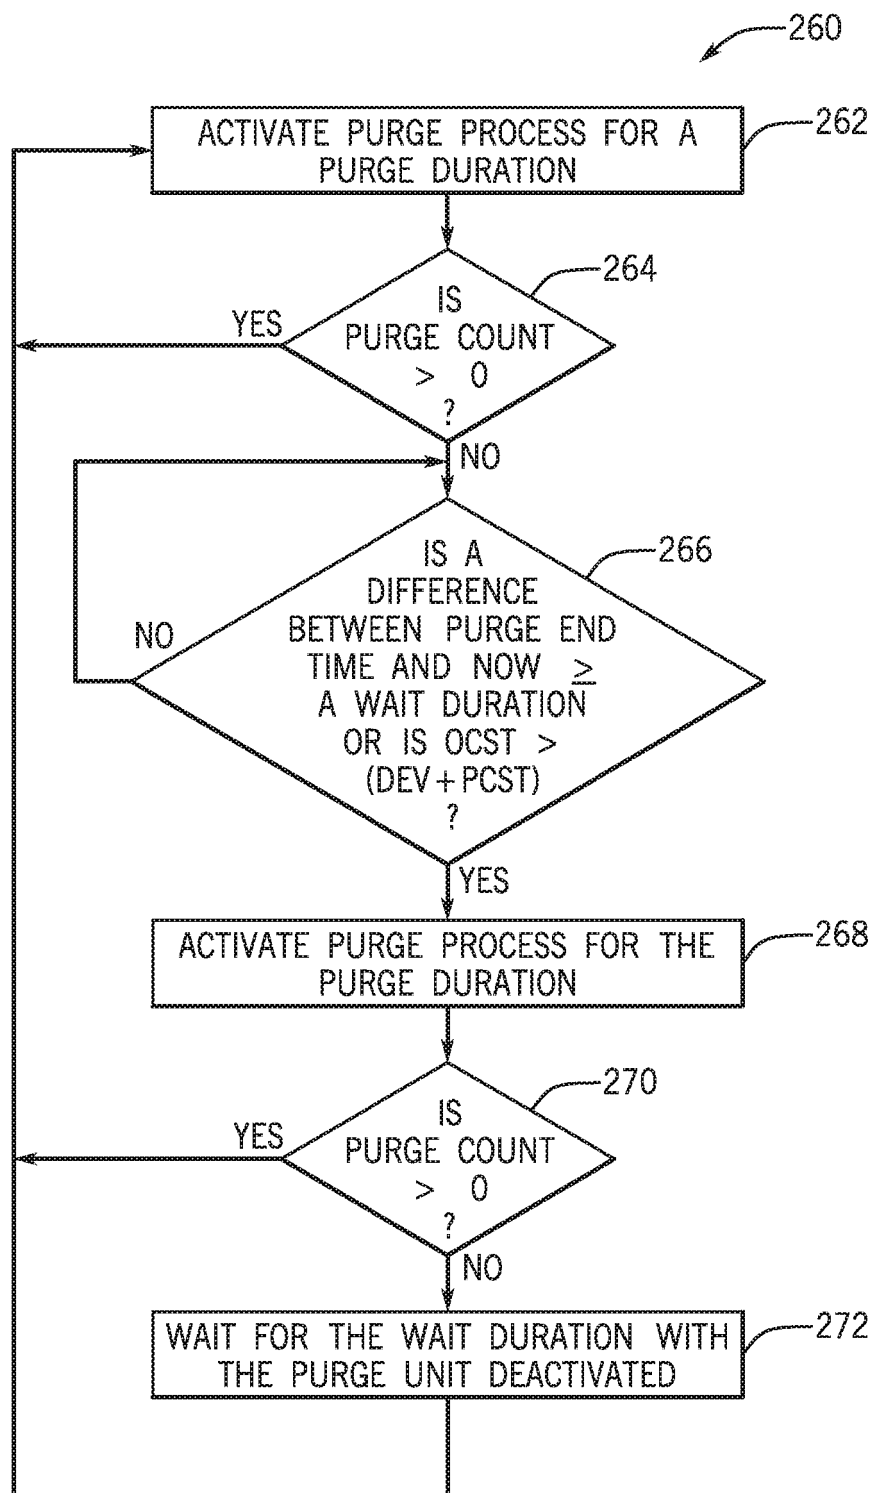 260
ACTIVATE PURGE PROCESS FOR A
PURGE DURATION
262
264
IS
PURGE COUNT
> 0
?
YES
NO
266
IS A
DIFFERENCE
BETWEEN PURGE END
TIME AND NOW ≥
A WAIT DURATION
OR IS OCST >
(DEV+PCST)
?
NO
YES
ACTIVATE PURGE PROCESS FOR THE
PURGE DURATION
268
270
IS
PURGE COUNT
> 0
?
YES
NO
WAIT FOR THE WAIT DURATION WITH
THE PURGE UNIT DEACTIVATED
272